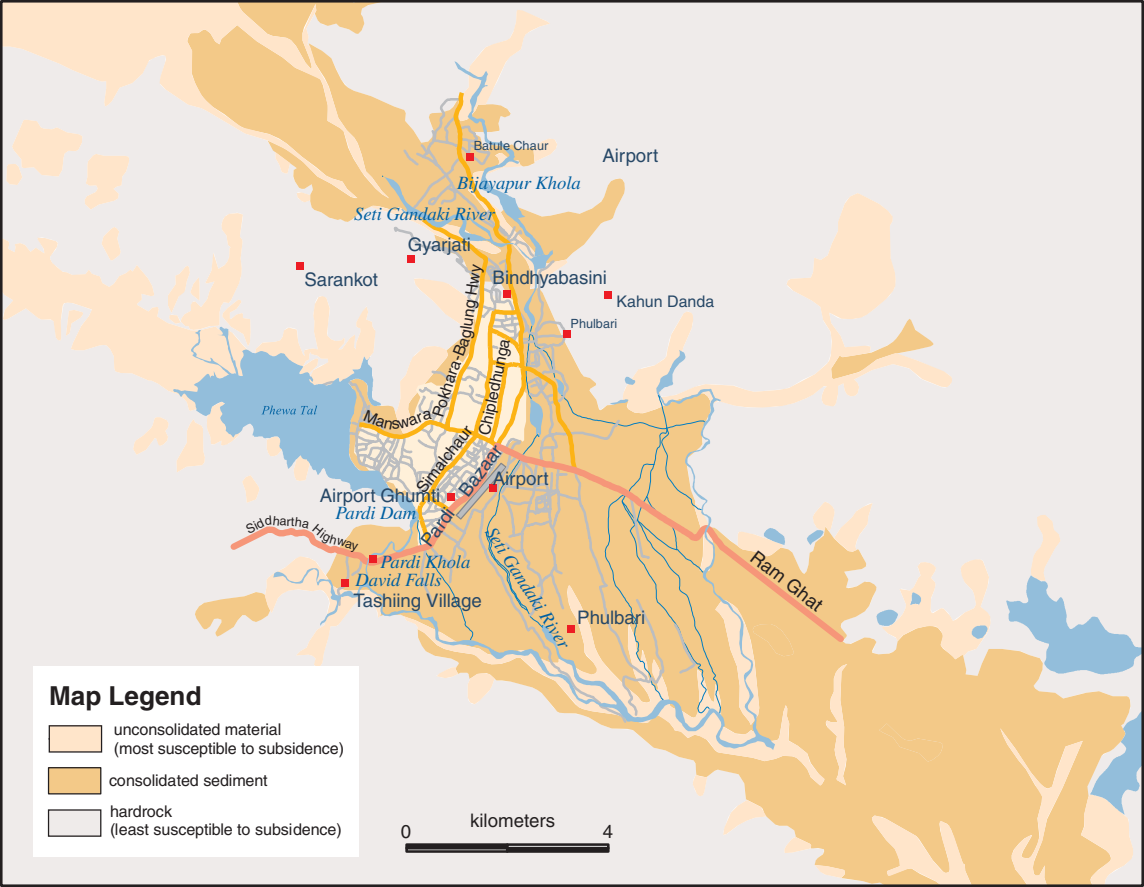 Batule Chaur
Airport
Bijayapur Khola
Seti Gandaki River
Gyarjati
Sarankot
Bindhyabasini
Kahun Danda
Phulbari
Pokhara-Baglung Hwy
Chipledhunga
Phewa Tal
Manswara
Simalchaur
Pardi Bazaar
Airport
Airport Ghumti
Pardi Dam
Siddhartha Highway
Seti Gandaki River
Pardi Khola
David Falls
Tashiing Village
Ram Ghat
Phulbari
Map Legend
unconsolidated material
(most susceptible to subsidence)
consolidated sediment
hardrock
(least susceptible to subsidence)
kilometers
0 4